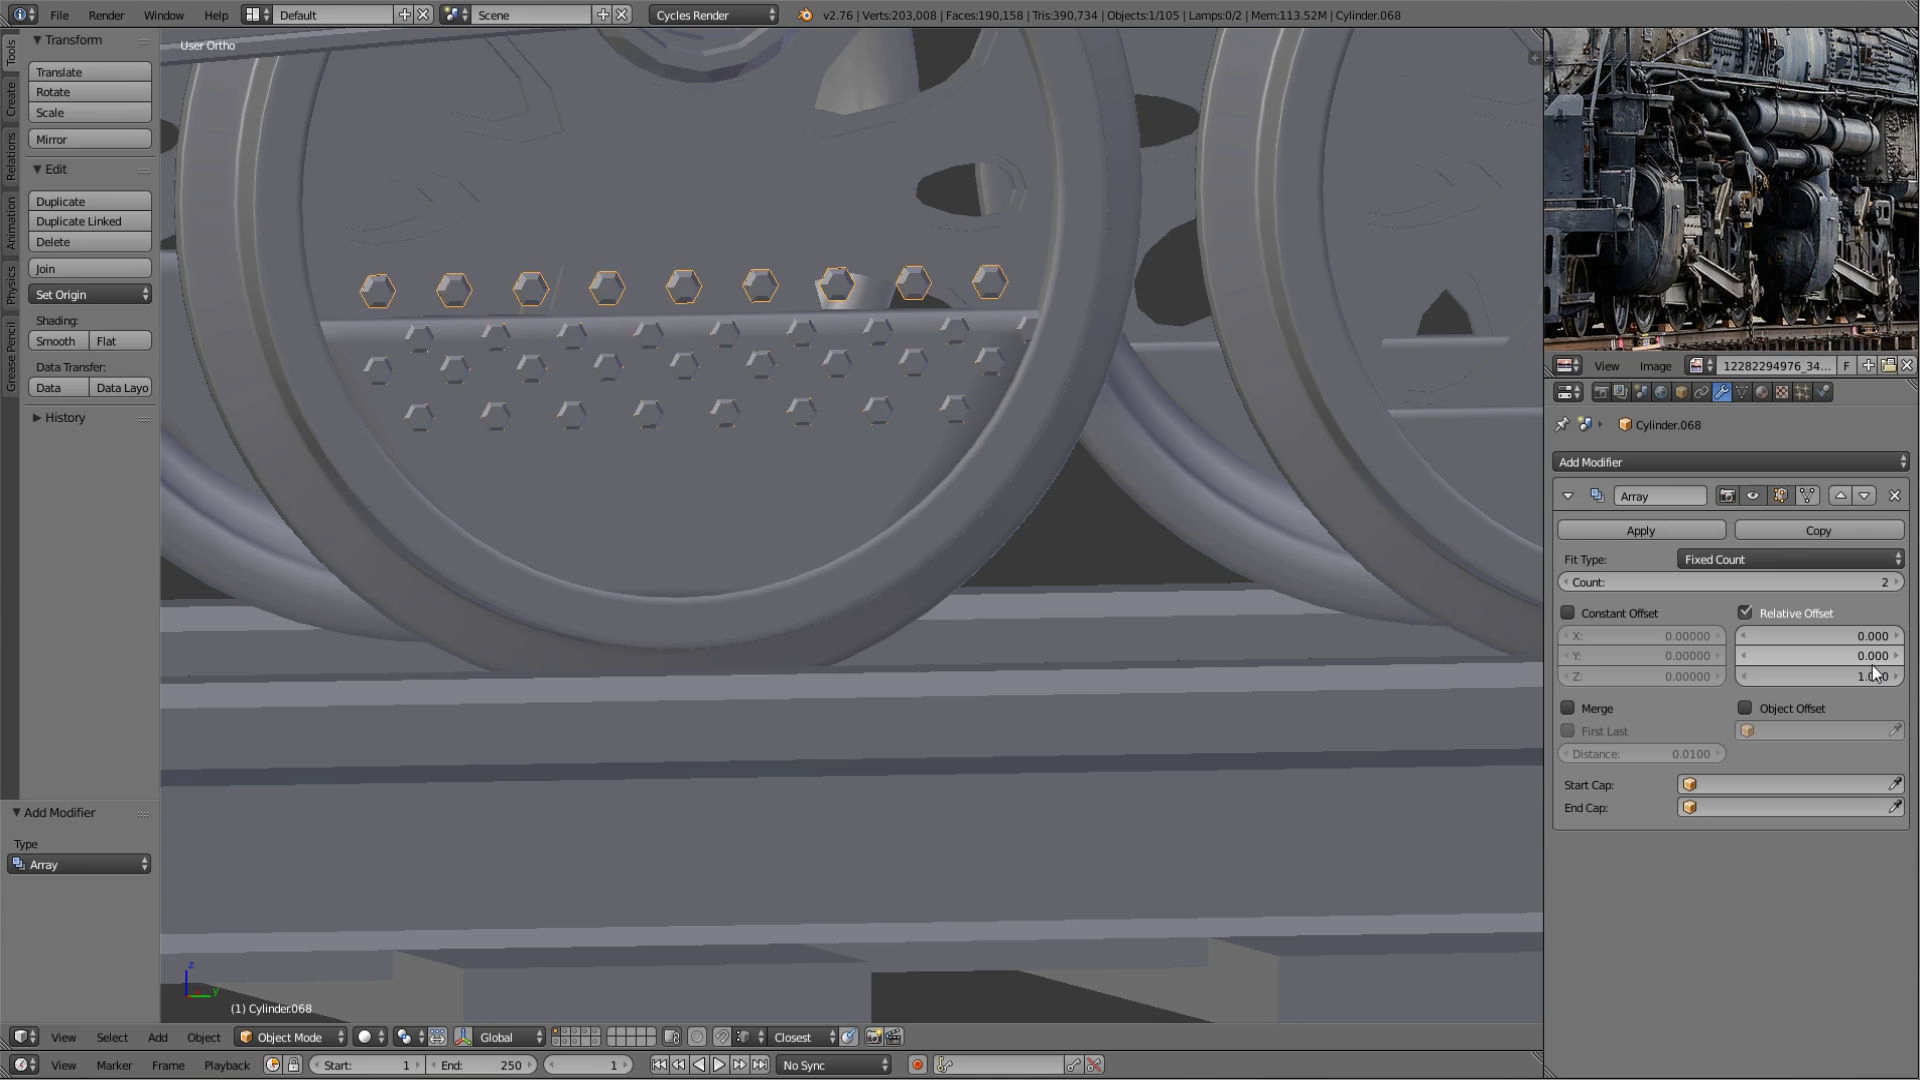 File Render Window Help Default Scene Cycles Render v2.76 | Verts:203,008 | Faces:190,158 | Tris:390,734 | Objects:1/105 | Lamps:0/2 | Mem:113.52M | Cylinder.068
Tools
Create
Relations
Animation
Physics
Grease Pencil
Transform
Translate
Rotate
Scale
Mirror
Edit
Duplicate
Duplicate Linked
Delete
Join
Set Origin
Shading:
Smooth Flat
Data Transfer:
Data Data Layo
History
Add Modifier
Type
Array
User Ortho
z
y
(1) Cylinder.068
View Image 12282294976_34... F
Cylinder.068
Add Modifier
Array
Apply Copy
Fit Type: Fixed Count
Count: 2
Constant Offset Relative Offset
X: 0.00000 0.000
Y: 0.00000 0.000
Z: 0.00000
Merge Object Offset
First Last
Distance: 0.0100
Start Cap:
End Cap:
View Select Add Object Object Mode Global Closest
View Marker Frame Playback Start: 1 End: 250 1 No Sync